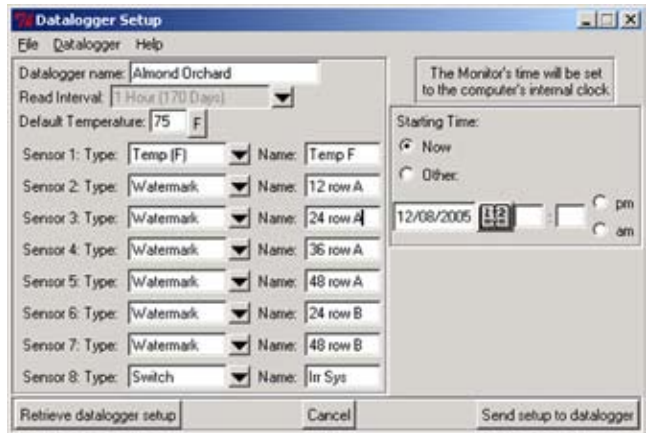 Datalogger Setup
File Datalogger Help
Datalogger name: Almond Orchard
Read Interval: 1 Hour (170 Days)
Default Temperature: 75 F
Sensor 1: Type: Temp (F) Name: Temp F
Sensor 2: Type: Watermark Name: 12 row A
Sensor 3: Type: Watermark Name: 24 row A
Sensor 4: Type: Watermark Name: 36 row A
Sensor 5: Type: Watermark Name: 48 row A
Sensor 6: Type: Watermark Name: 24 row B
Sensor 7: Type: Watermark Name: 48 row B
Sensor 8: Type: Switch Name: Irr Sys
The Monitor's time will be set
to the computer's internal clock
Starting Time:
Now
Other:
12/08/2005 12 : pm
am
Retrieve datalogger setup Cancel Send setup to datalogger